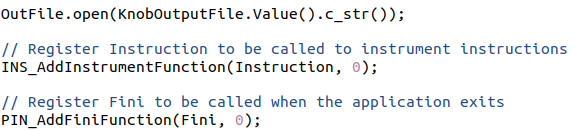 OutFile.open(KnobOutputFile.Value().c_str());
// Register Instruction to be called to instrument instructions
INS_AddInstrumentFunction(Instruction, 0);
// Register Fini to be called when the application exits
PIN_AddFiniFunction(Fini, 0);